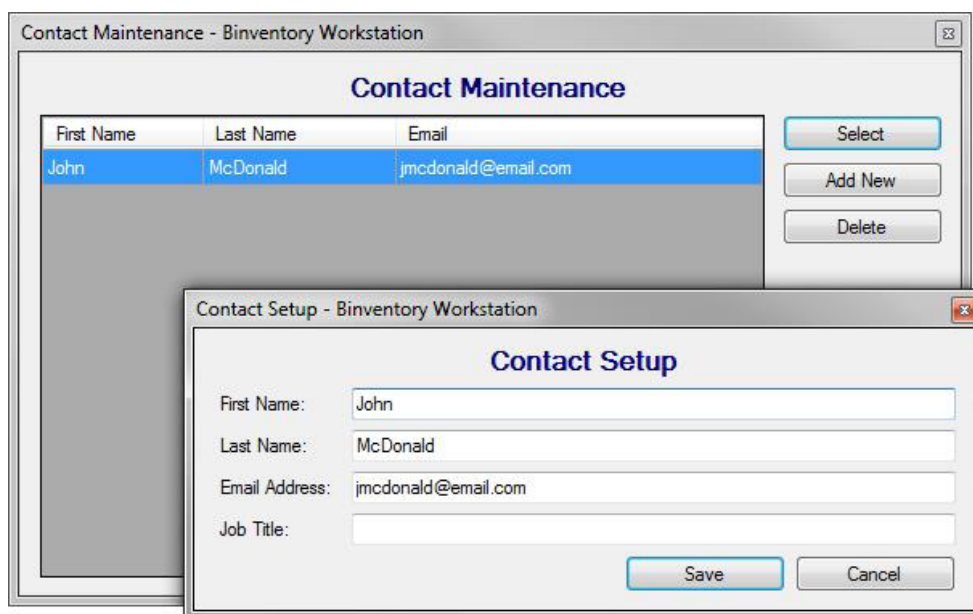 Contact Maintenance - Binventory Workstation
Contact Maintenance
First Name Last Name Email
John McDonald jmcdonald@email.com
Select
Add New
Delete
Contact Setup - Binventory Workstation
Contact Setup
First Name: John
Last Name: McDonald
Email Address: jmcdonald@email.com
Job Title:
Save Cancel